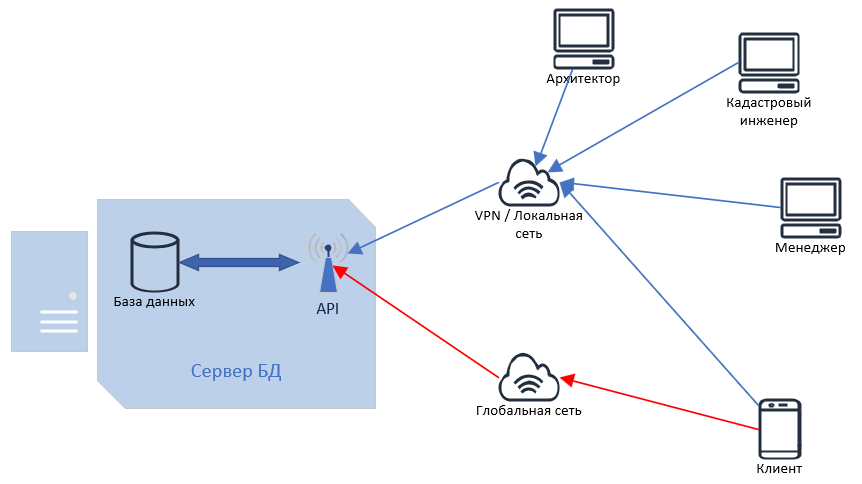 Архитектор
Кадастровый
инженер
VPN / Локальная
сеть
Менеджер
База данных
API
Сервер БД
Глобальная сеть
Клиент